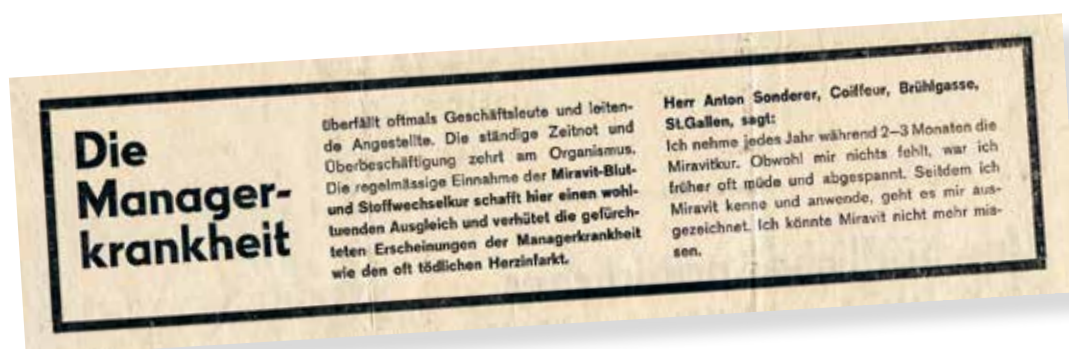 Die
Manager-
krankheit
überfällt oftmals Geschäftsleute und leiten-
de Angestellte. Die ständige Zeitnot und
Überbeschäftigung zehrt am Organismus.
Die regelmässige Einnahme der Miravit-Blut-
und Stoffwechselkur schafft hier einen wohl-
tuenden Ausgleich und verhütet die gefürch-
teten Erscheinungen der Managerkrankheit
wie den oft tödlichen Herzinfarkt.
Herr Anton Sonderer, Coiffeur, Brühlgasse,
St.Gallen, sagt:
Ich nehme jedes Jahr während 2–3 Monaten die
Miravitkur. Obwohl mir nichts fehlt, war ich
früher oft müde und abgespannt. Seitdem ich
Miravit kenne und anwende, geht es mir aus-
gezeichnet. Ich könnte Miravit nicht mehr mis-
sen.